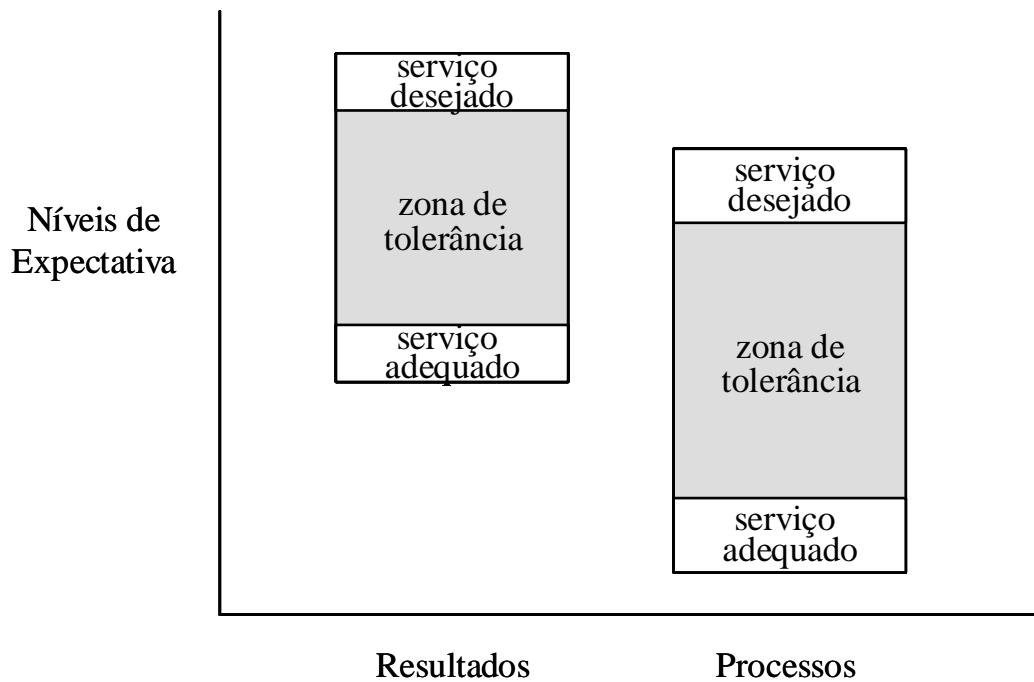 Níveis de
Expectativa
serviço
desejado
zona de
tolerância
serviço
adequado
serviço
desejado
zona de
tolerância
serviço
adequado
Resultados
Processos